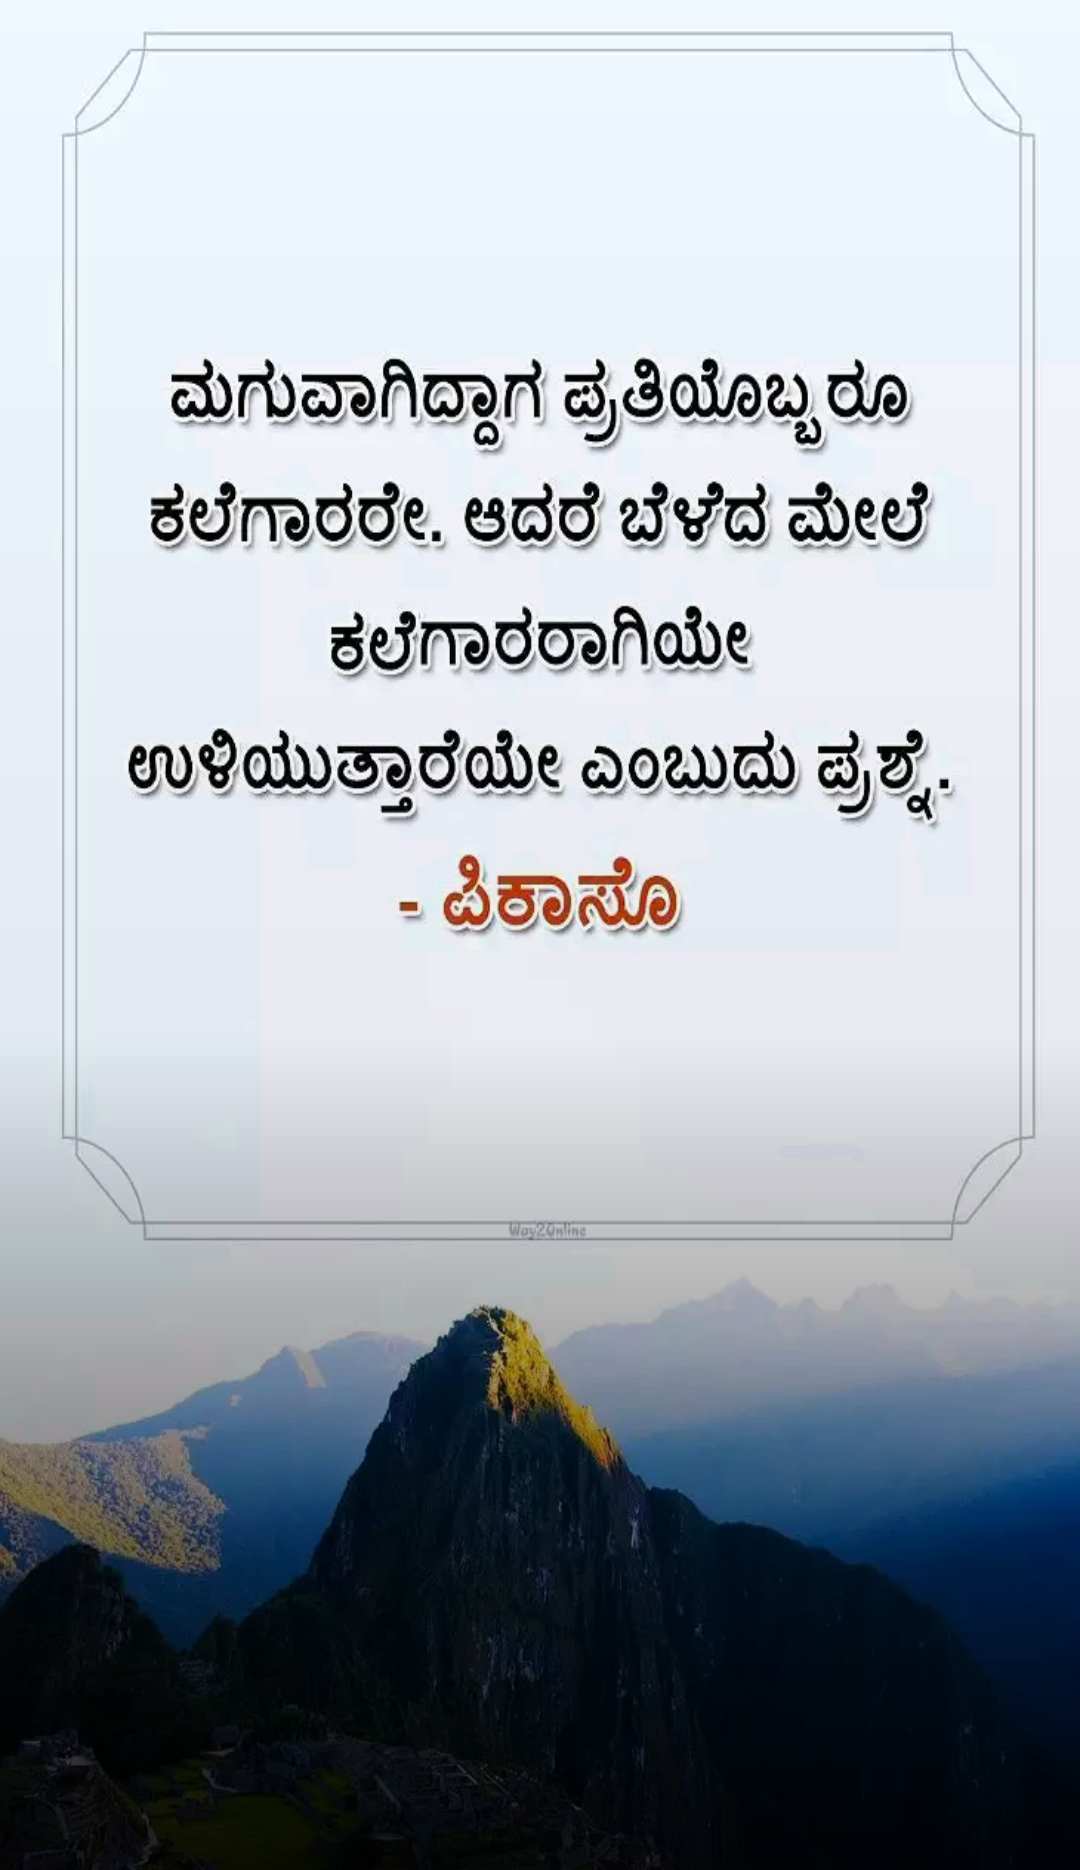 ಮಗುವಾಗಿದ್ದಾಗ ಪ್ರತಿಯೊಬ್ಬರೂ
ಕಲೆಗಾರರೇ. ಆದರೆ ಬೆಳೆದ ಮೇಲೆ
ಕಲೆಗಾರರಾಗಿಯೇ
ಉಳಿಯುತ್ತಾರೆಯೇ ಎಂಬುದು ಪ್ರಶ್ನೆ.
- ಪಿಕಾಸೊ
Way2Online